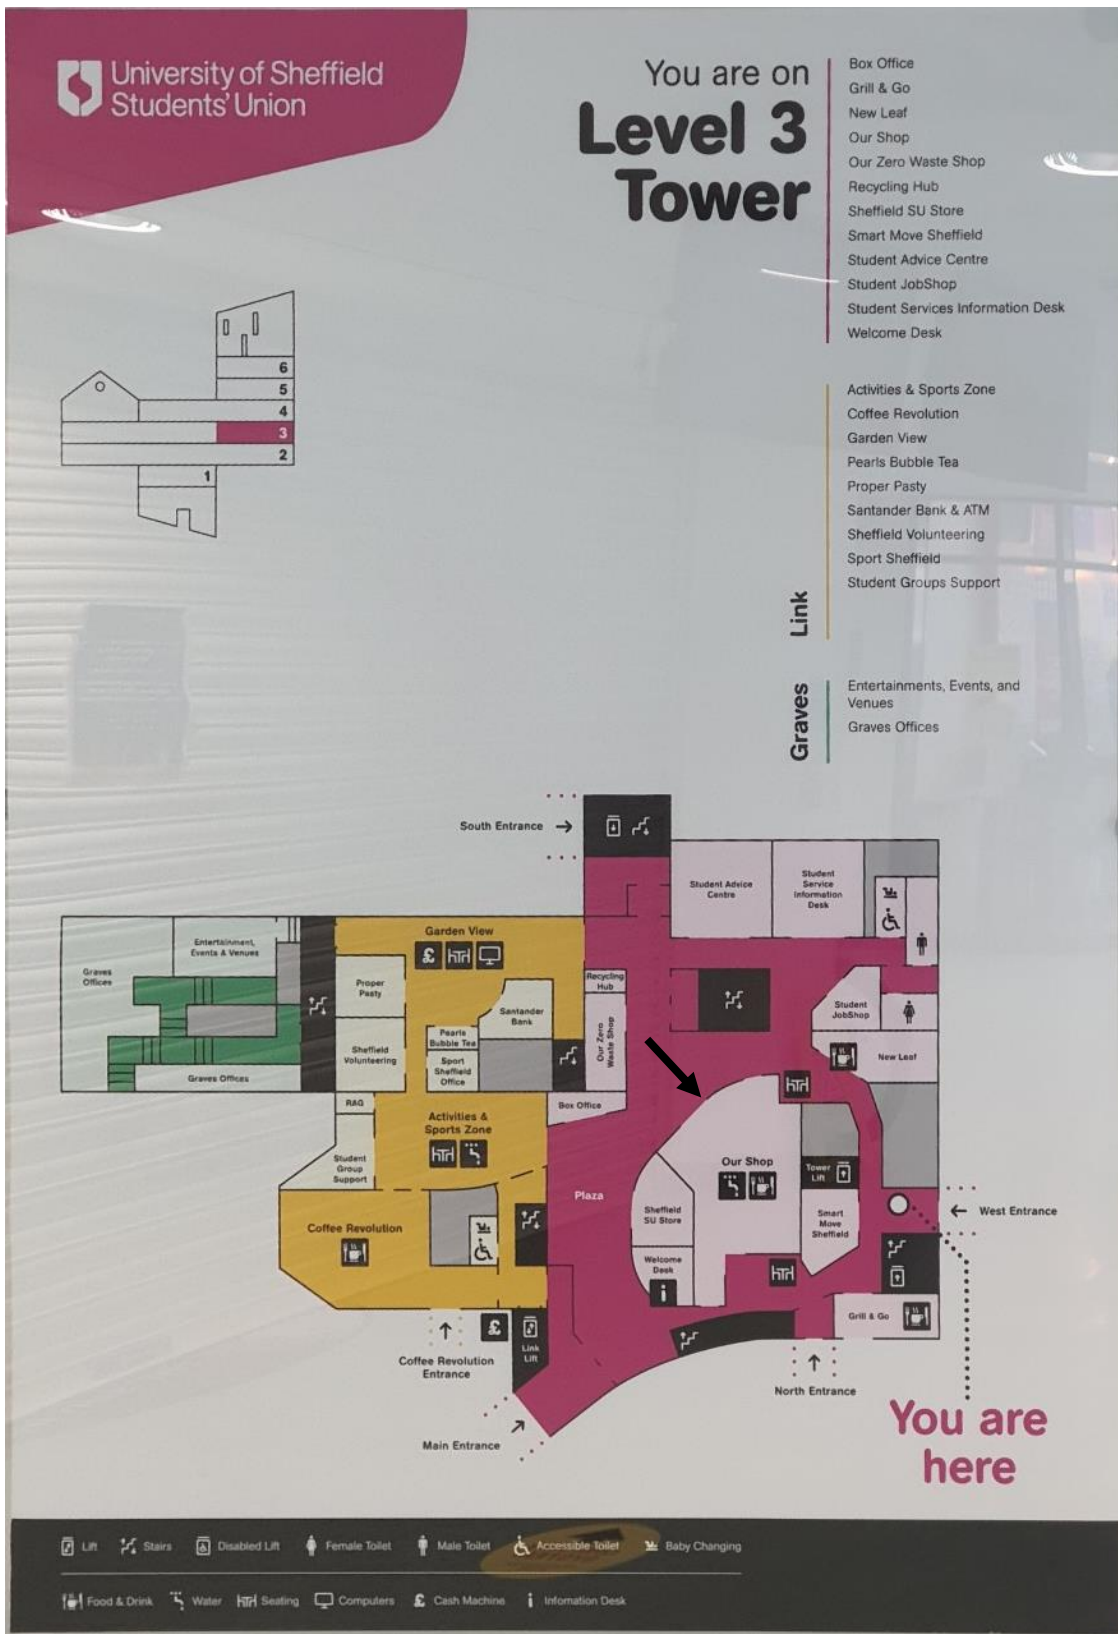 University of Sheffield
Students' Union
You are on
Level 3
Tower
Box Office
Grill & Go
New Leaf
Our Shop
Our Zero Waste Shop
Recycling Hub
Sheffield SU Store
Smart Move Sheffield
Student Advice Centre
Student JobShop
Student Services Information Desk
Welcome Desk
6
5
4
3
2
1
Link
Activities & Sports Zone
Coffee Revolution
Garden View
Pearls Bubble Tea
Proper Pasty
Santander Bank & ATM
Sheffield Volunteering
Sport Sheffield
Student Groups Support
Graves
Entertainments, Events, and
Venues
Graves Offices
South Entrance
Student Advice
Centre
Student
Service
Information
Desk
Garden View
£
Entertainment,
Events & Venues
Graves
Offices
Proper
Pasty
Recycling
Hub
Santander
Bank
Student
JobShop
Pearls
Bubble Tea
Our Zero
Waste Shop
Sheffield
Volunteering
Sport
Sheffield
Office
New Leaf
Graves Offices
RAG
Box Office
Activities &
Sports Zone
Student
Group
Support
Our Shop
Tower
Lift
Plaza
Sheffield
SU Store
Smart
Move
Sheffield
West Entrance
Coffee Revolution
Welcome
Desk
i
Grill & Go
£
Link
Lift
Coffee Revolution
Entrance
North Entrance
Main Entrance
You are
here
Lift
Stairs
Disabled Lift
Female Toilet
Male Toilet
Accessible Toilet
Baby Changing
Food & Drink
Water
Seating
Computers
£ Cash Machine
i Infomation Desk